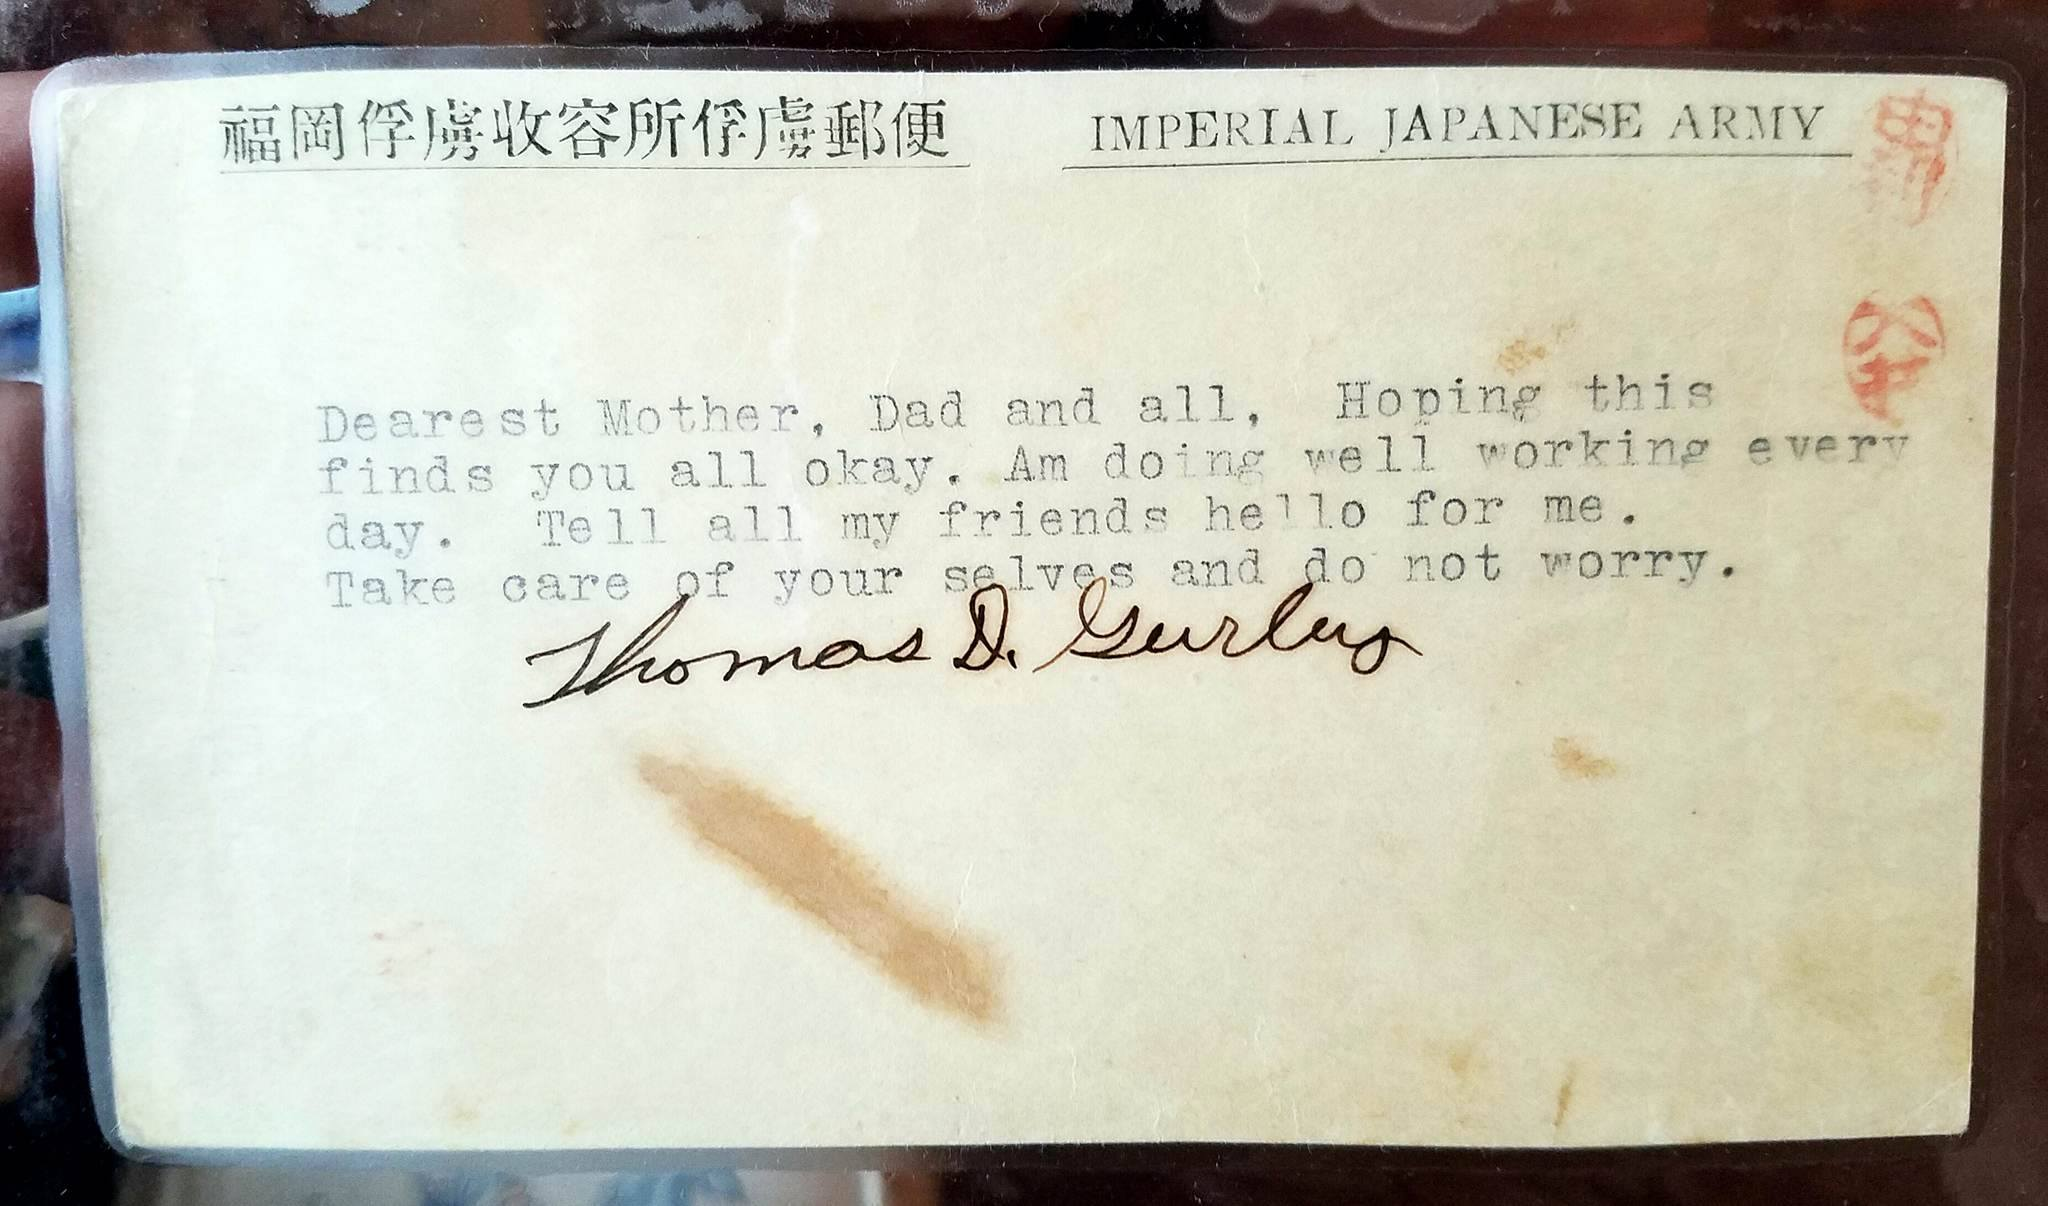 福岡俘虜收容所俘虜郵便 IMPERIAL JAPANESE ARMY
Dearest Mother, Dad and all, Hoping this
finds you all okay. Am doing well working every
day. Tell all my friends hello for me.
Take care of your selves and do not worry.
Thomas D. Gurley